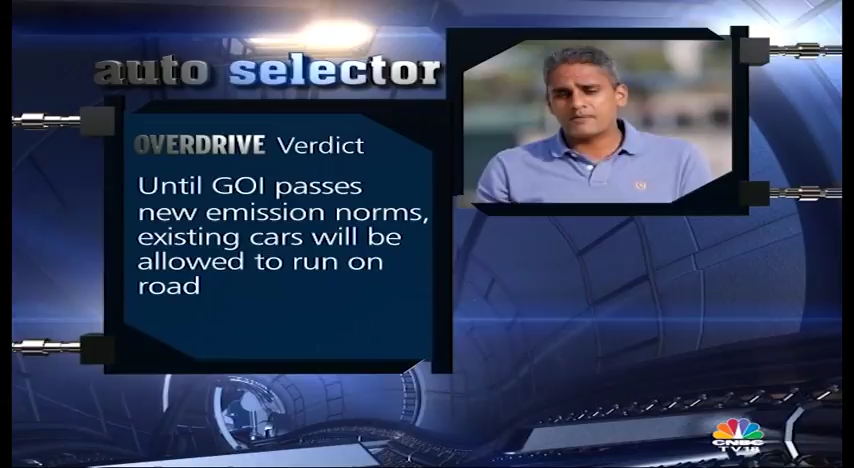 auto selector
OVERDRIVE Verdict
Until GOI passes
new emission norms,
existing cars will be
allowed to run on
road
CNBC
TV18